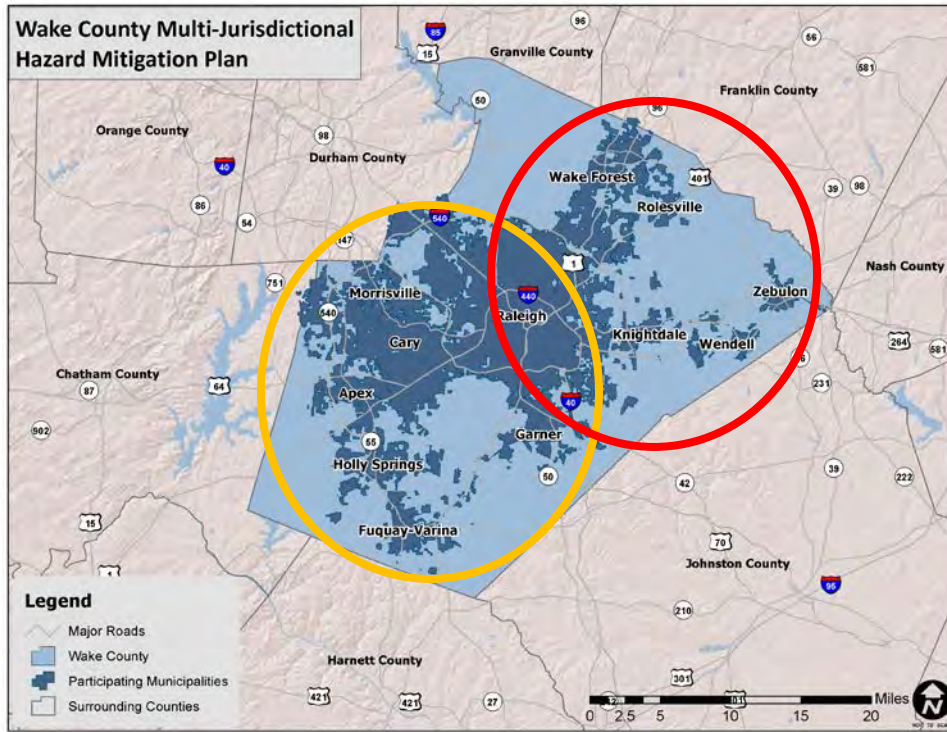 Wake County Multi-Jurisdictional
Hazard Mitigation Plan
85
15
96
Granville County
56
581
Franklin County
50
96
Orange County
98
Durham County
40
Wake Forest
401
39
98
86
54
Rolesville
540
147
1
Nash County
751
Morrisville
440
Zebulon
540
Raleigh
Cary
Knightdale
Wendell
264
581
Chatham County
64
87
Apex
40
231
902
55
Garner
Holly Springs
50
42
39
222
15
Fuquay-Varina
70
1
Johnston County
95
Legend
Major Roads
210
Wake County
Harnett County
Participating Municipalities
301
Surrounding Counties
421
421
27
Miles
0 2.5 5 10 15 20
N